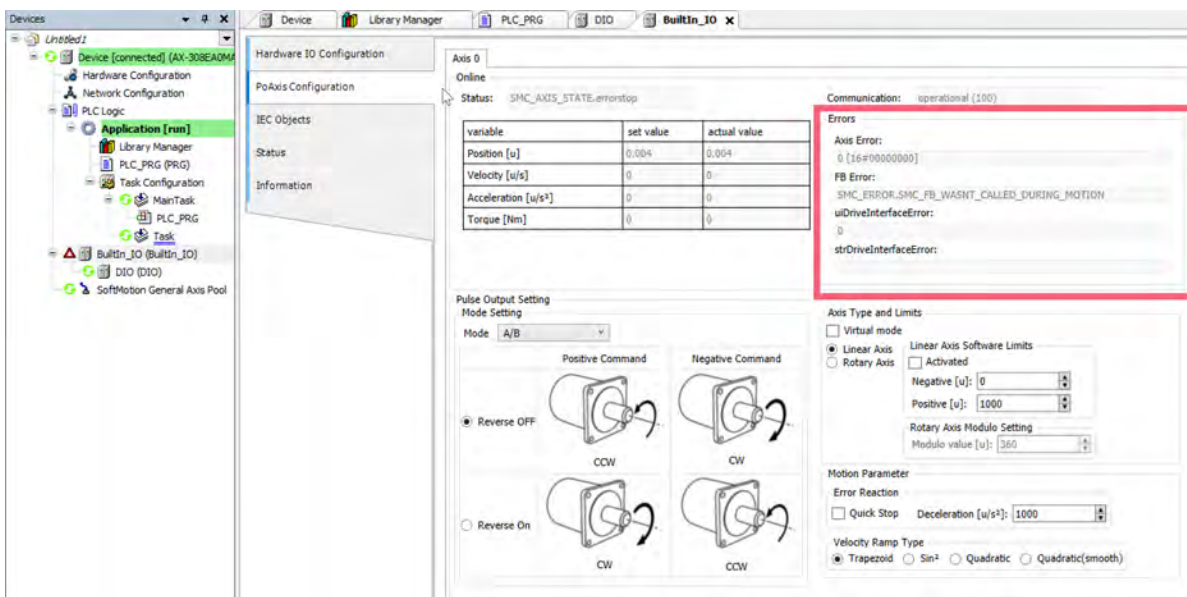 Devices
Device
Library Manager
PLC_PRG
DIO
BuiltIn_IO
Untitled1
Device [connected] (AX-308EA0MA
Hardware Configuration
Network Configuration
PLC Logic
Application [run]
Library Manager
PLC_PRG (PRG)
Task Configuration
MainTask
PLC_PRG
Task
BuiltIn_IO (BuiltIn_IO)
DIO (DIO)
SoftMotion General Axis Pool
Hardware IO Configuration
PoAxis Configuration
IEC Objects
Status
Information
Axis 0
Online
Status: SMC_AXIS_STATE.errorstop
Communication: operational (100)
variable set value actual value
Position [u] 0.004 0.004
Velocity [u/s] 0 0
Acceleration [u/s²] 0 0
Torque [Nm] 0 0
Errors
Axis Error:
0 [16#00000000]
FB Error:
SMC_ERROR.SMC_FB_WASNT_CALLED_DURING_MOTION
uiDriveInterfaceError:
0
strDriveInterfaceError:
Pulse Output Setting
Mode Setting
Mode A/B
Positive Command Negative Command
Reverse OFF
CCW CW
Reverse On
CW CCW
Axis Type and Limits
Virtual mode
Linear Axis
Rotary Axis
Linear Axis Software Limits
Activated
Negative [u]: 0
Positive [u]: 1000
Rotary Axis Modulo Setting
Modulo value [u]: 360
Motion Parameter
Error Reaction
Quick Stop Deceleration [u/s²]: 1000
Velocity Ramp Type
Trapezoid Sin² Quadratic Quadratic(smooth)